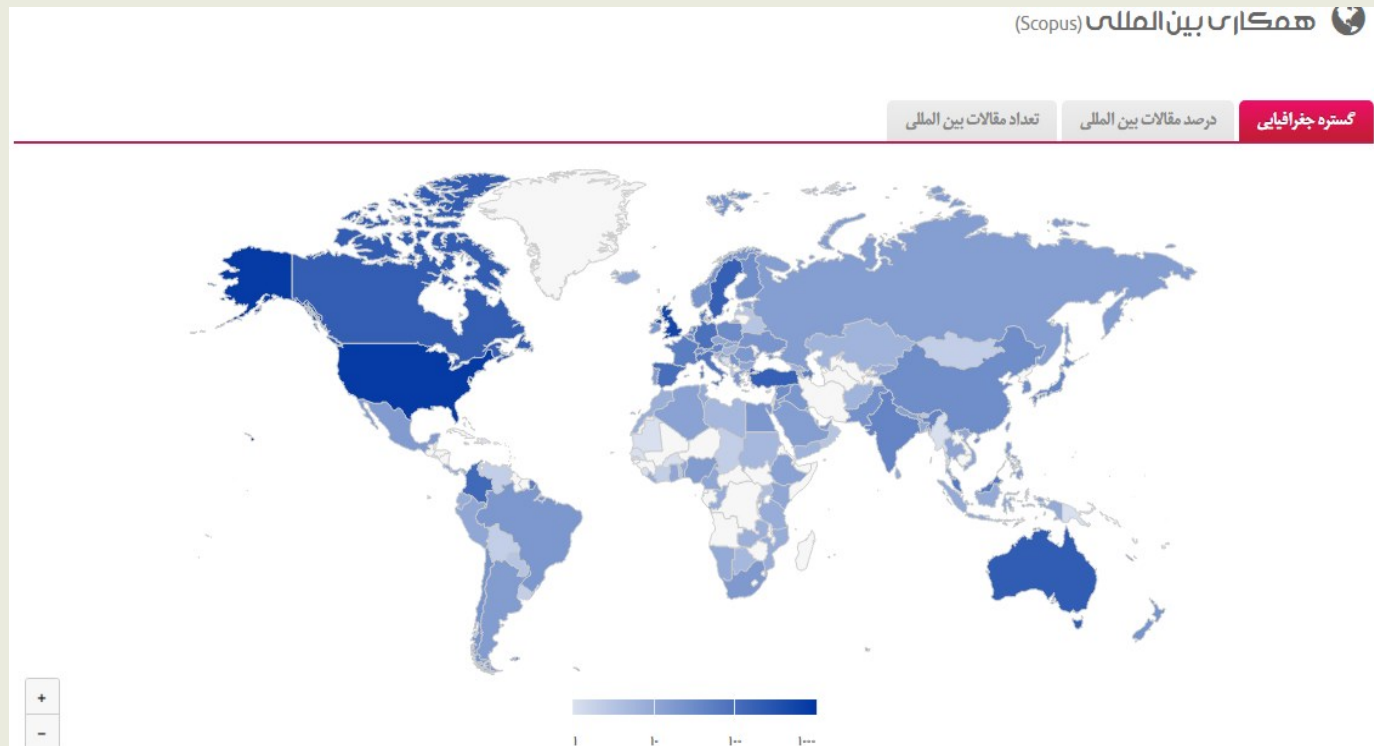 همکاری بین‌المللی (Scopus)
گستره جغرافیایی
درصد مقالات بین المللی
تعداد مقالات بین المللی
+
−
۱ ۱۰ ۱۰۰ ۱۰۰۰